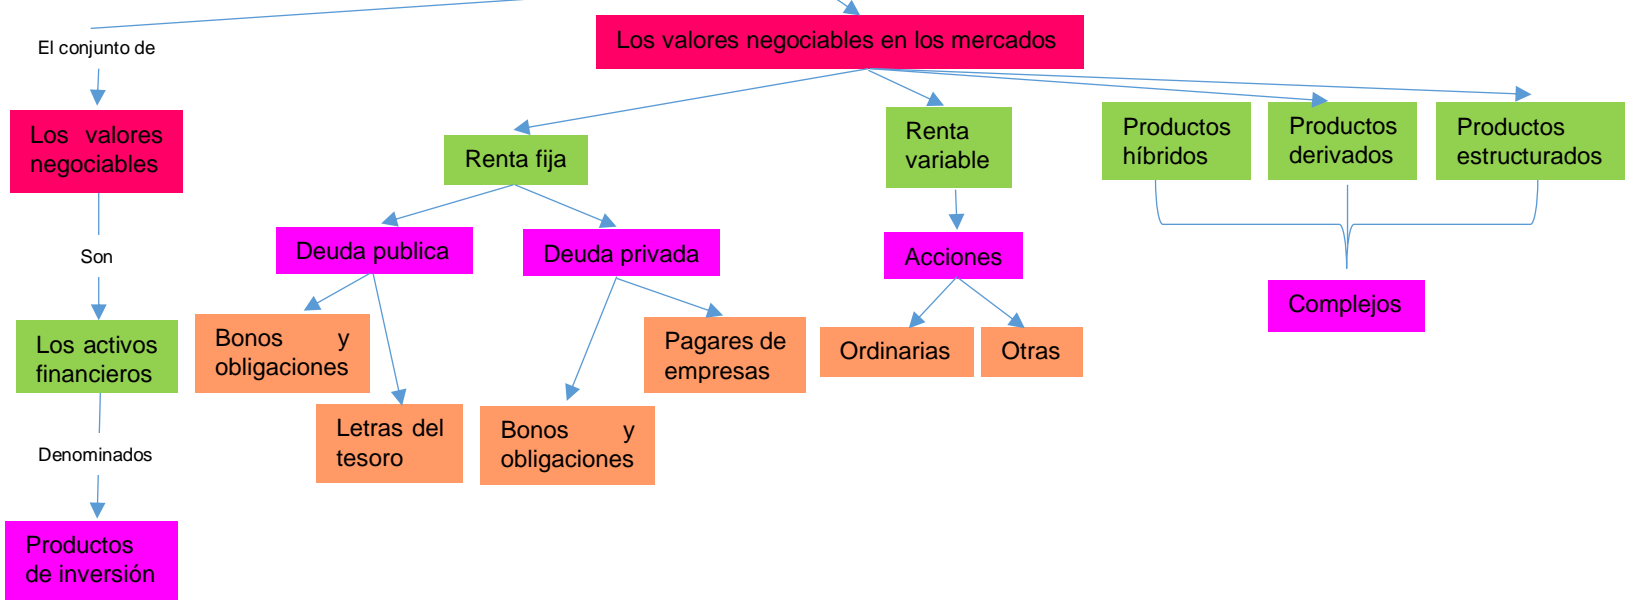 El conjunto de
Los valores negociables en los mercados
Los valores
negociables
Son
Los activos
financieros
Denominados
Productos
de inversión
Renta fija
Renta
variable
Productos
híbridos
Productos
derivados
Productos
estructurados
Deuda publica
Deuda privada
Acciones
Complejos
Bonos y
obligaciones
Letras del
tesoro
Bonos y
obligaciones
Pagares de
empresas
Ordinarias
Otras